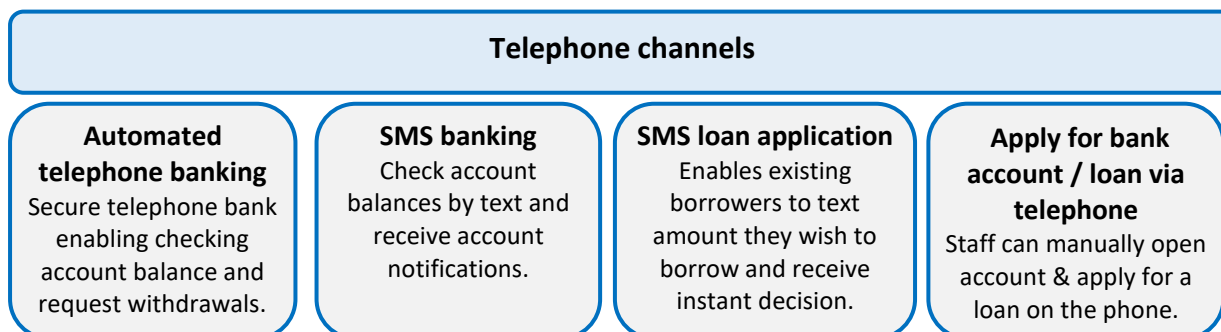 Telephone channels
Automated
telephone banking
Secure telephone bank
enabling checking
account balance and
request withdrawals.
SMS banking
Check account
balances by text and
receive account
notifications.
SMS loan application
Enables existing
borrowers to text
amount they wish to
borrow and receive
instant decision.
Apply for bank
account / loan via
telephone
Staff can manually open
account & apply for a
loan on the phone.